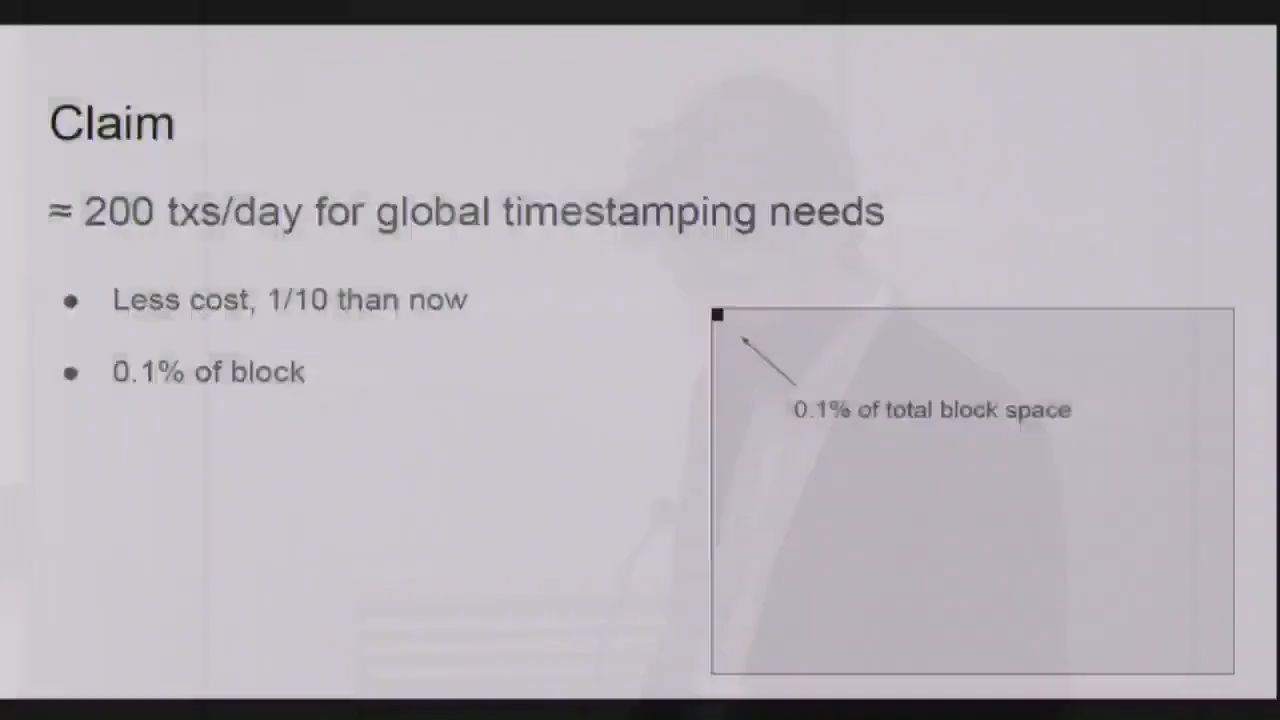 Claim
≈ 200 txs/day for global timestamping needs
● Less cost, 1/10 than now
● 0.1% of block
0.1% of total block space